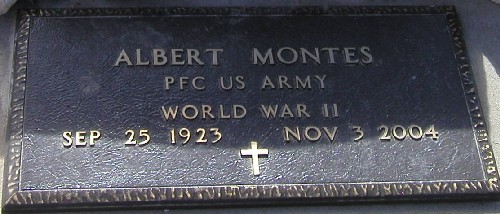 ALBERT MONTES
PFC US ARMY
WORLD WAR II
SEP 25 1923 NOV 3 2004